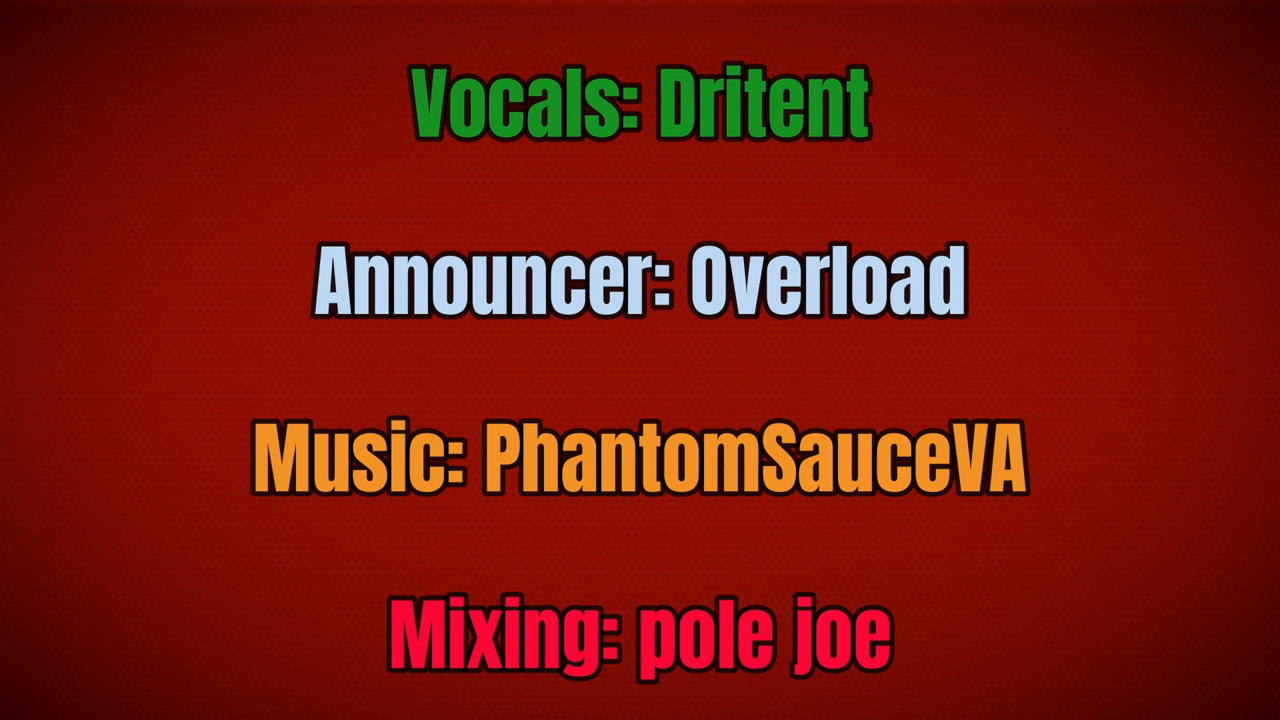 Vocals: Dritent
Announcer: Overload
Music: PhantomSauceVA
Mixing: pole joe